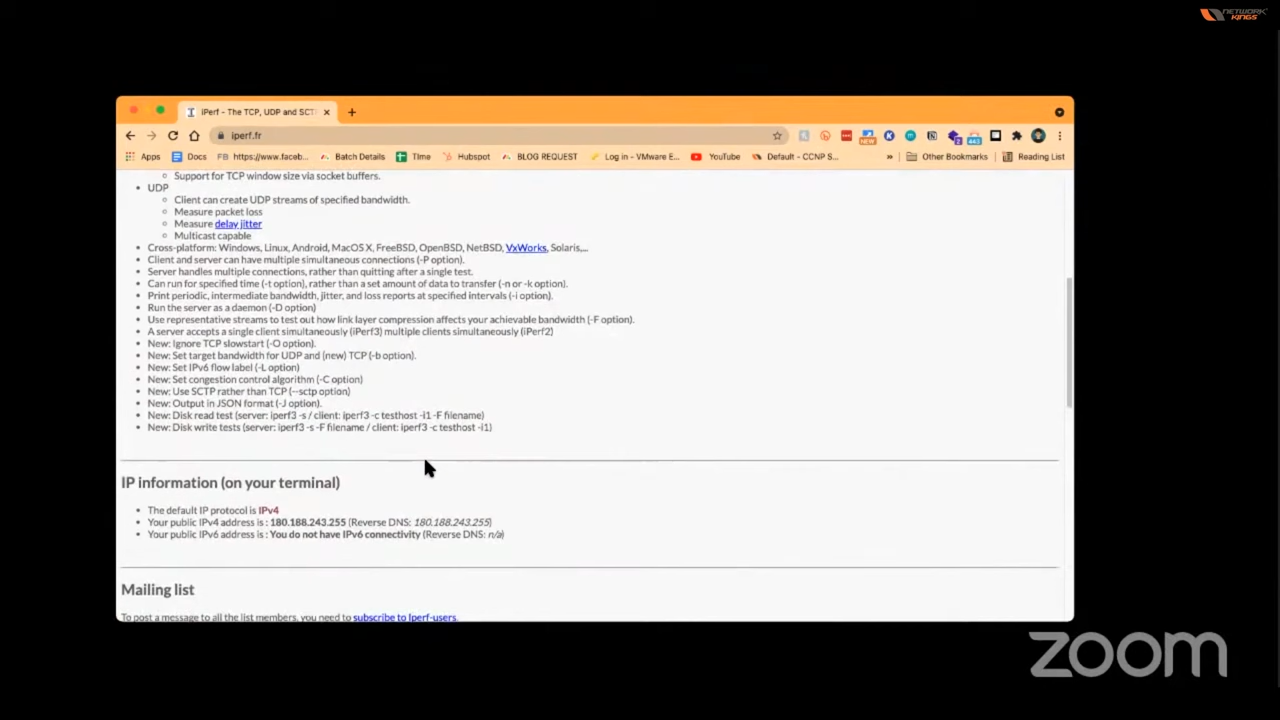 NETWORK
KINGS
iPerf - The TCP, UDP and SCT
iperf.fr
NEW
2
443
Apps
Docs
FB https://www.faceb...
Batch Details
TIme
Hubspot
BLOG REQUEST
Log in - VMware E...
YouTube
Default - CCNP S...
»
Other Bookmarks
Reading List
Support for TCP window size via socket buffers.
UDP
Client can create UDP streams of specified bandwidth.
Measure packet loss
Measure delay jitter
Multicast capable
Cross-platform: Windows, Linux, Android, MacOS X, FreeBSD, OpenBSD, NetBSD, VxWorks, Solaris,...
Client and server can have multiple simultaneous connections (-P option).
Server handles multiple connections, rather than quitting after a single test.
Can run for specified time (-t option), rather than a set amount of data to transfer (-n or -k option).
Print periodic, intermediate bandwidth, jitter, and loss reports at specified intervals (-i option).
Run the server as a daemon (-D option)
Use representative streams to test out how link layer compression affects your achievable bandwidth (-F option).
A server accepts a single client simultaneously (iPerf3) multiple clients simultaneously (iPerf2)
New: Ignore TCP slowstart (-O option).
New: Set target bandwidth for UDP and (new) TCP (-b option).
New: Set IPv6 flow label (-L option)
New: Set congestion control algorithm (-C option)
New: Use SCTP rather than TCP (--sctp option)
New: Output in JSON format (-J option).
New: Disk read test (server: iperf3 -s / client: iperf3 -c testhost -i1 -F filename)
New: Disk write tests (server: iperf3 -s -F filename / client: iperf3 -c testhost -i1)
IP information (on your terminal)
The default IP protocol is IPv4
Your public IPv4 address is : 180.188.243.255 (Reverse DNS: 180.188.243.255)
Your public IPv6 address is : You do not have IPv6 connectivity (Reverse DNS: n/a)
Mailing list
To post a message to all the list members, you need to subscribe to Iperf-users.
zoom